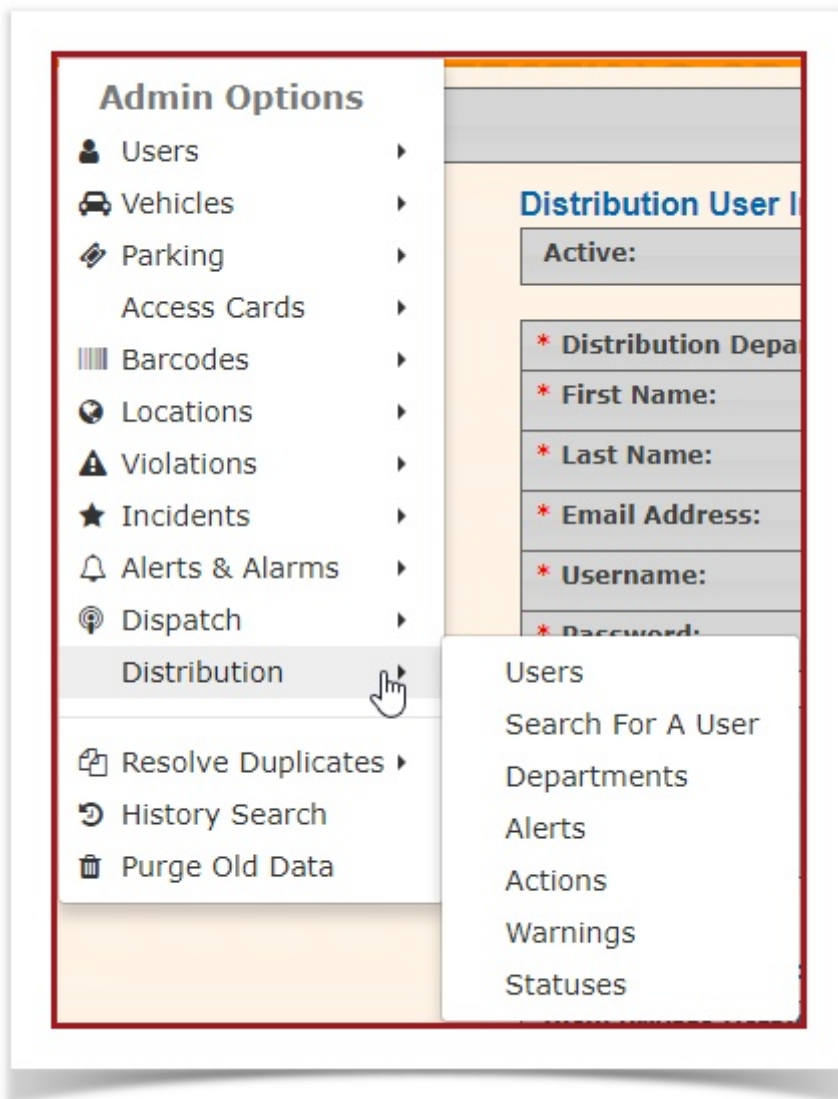 Admin Options
Users
Vehicles
Parking
Access Cards
Barcodes
Locations
Violations
Incidents
Alerts & Alarms
Dispatch
Distribution
Resolve Duplicates
History Search
Purge Old Data
Distribution User
Active:
* Distribution
* First Name:
* Last Name:
* Email Address:
* Username:
* Password:
Users
Search For A User
Departments
Alerts
Actions
Warnings
Statuses